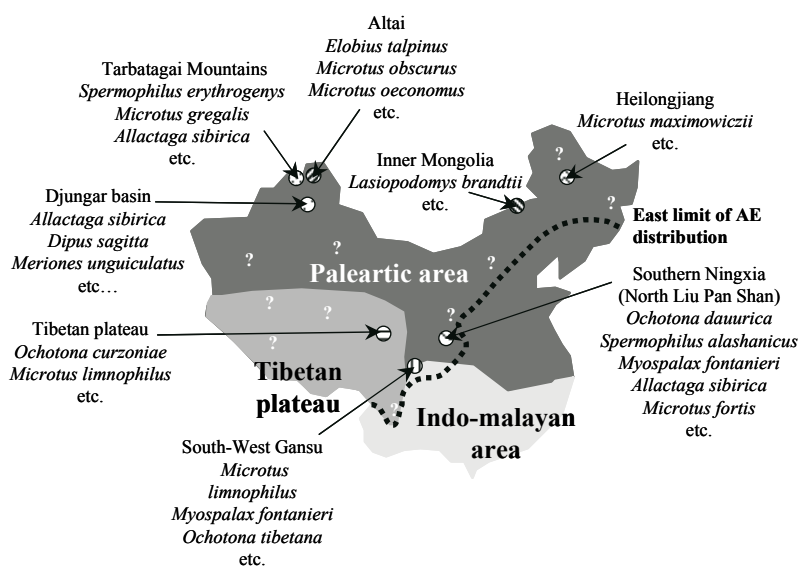 Altai
Elobius talpinus
Microtus obscurus
Microtus oeconomus
etc.
Tarbatagai Mountains
Spermophilus erythrogenys
Microtus gregalis
Allactaga sibirica
etc.
Heilongjiang
Microtus maximowiczii
etc.
Inner Mongolia
Lasiopodomys brandtii
etc.
Djungar basin
Allactaga sibirica
Dipus sagitta
Meriones unguiculatus
etc...
East limit of AE
distribution
Paleartic area
Southern Ningxia
(North Liu Pan Shan)
Ochotona dauurica
Spermophilus alashanicus
Myospalax fontanieri
Allactaga sibirica
Microtus fortis
etc.
Tibetan plateau
Ochotona curzoniae
Microtus limnophilus
etc.
Tibetan
plateau
Indo-malayan
area
South-West Gansu
Microtus
limnophilus
Myospalax fontanieri
Ochotona tibetana
etc.
?
?
?
?
?
?
?
?
?
?